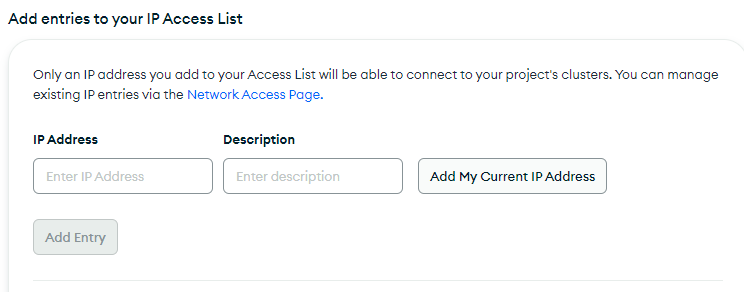 Add entries to your IP Access List
Only an IP address you add to your Access List will be able to connect to your project's clusters. You can manage
existing IP entries via the Network Access Page.
IP Address
Description
Enter IP Address
Enter description
Add My Current IP Address
Add Entry